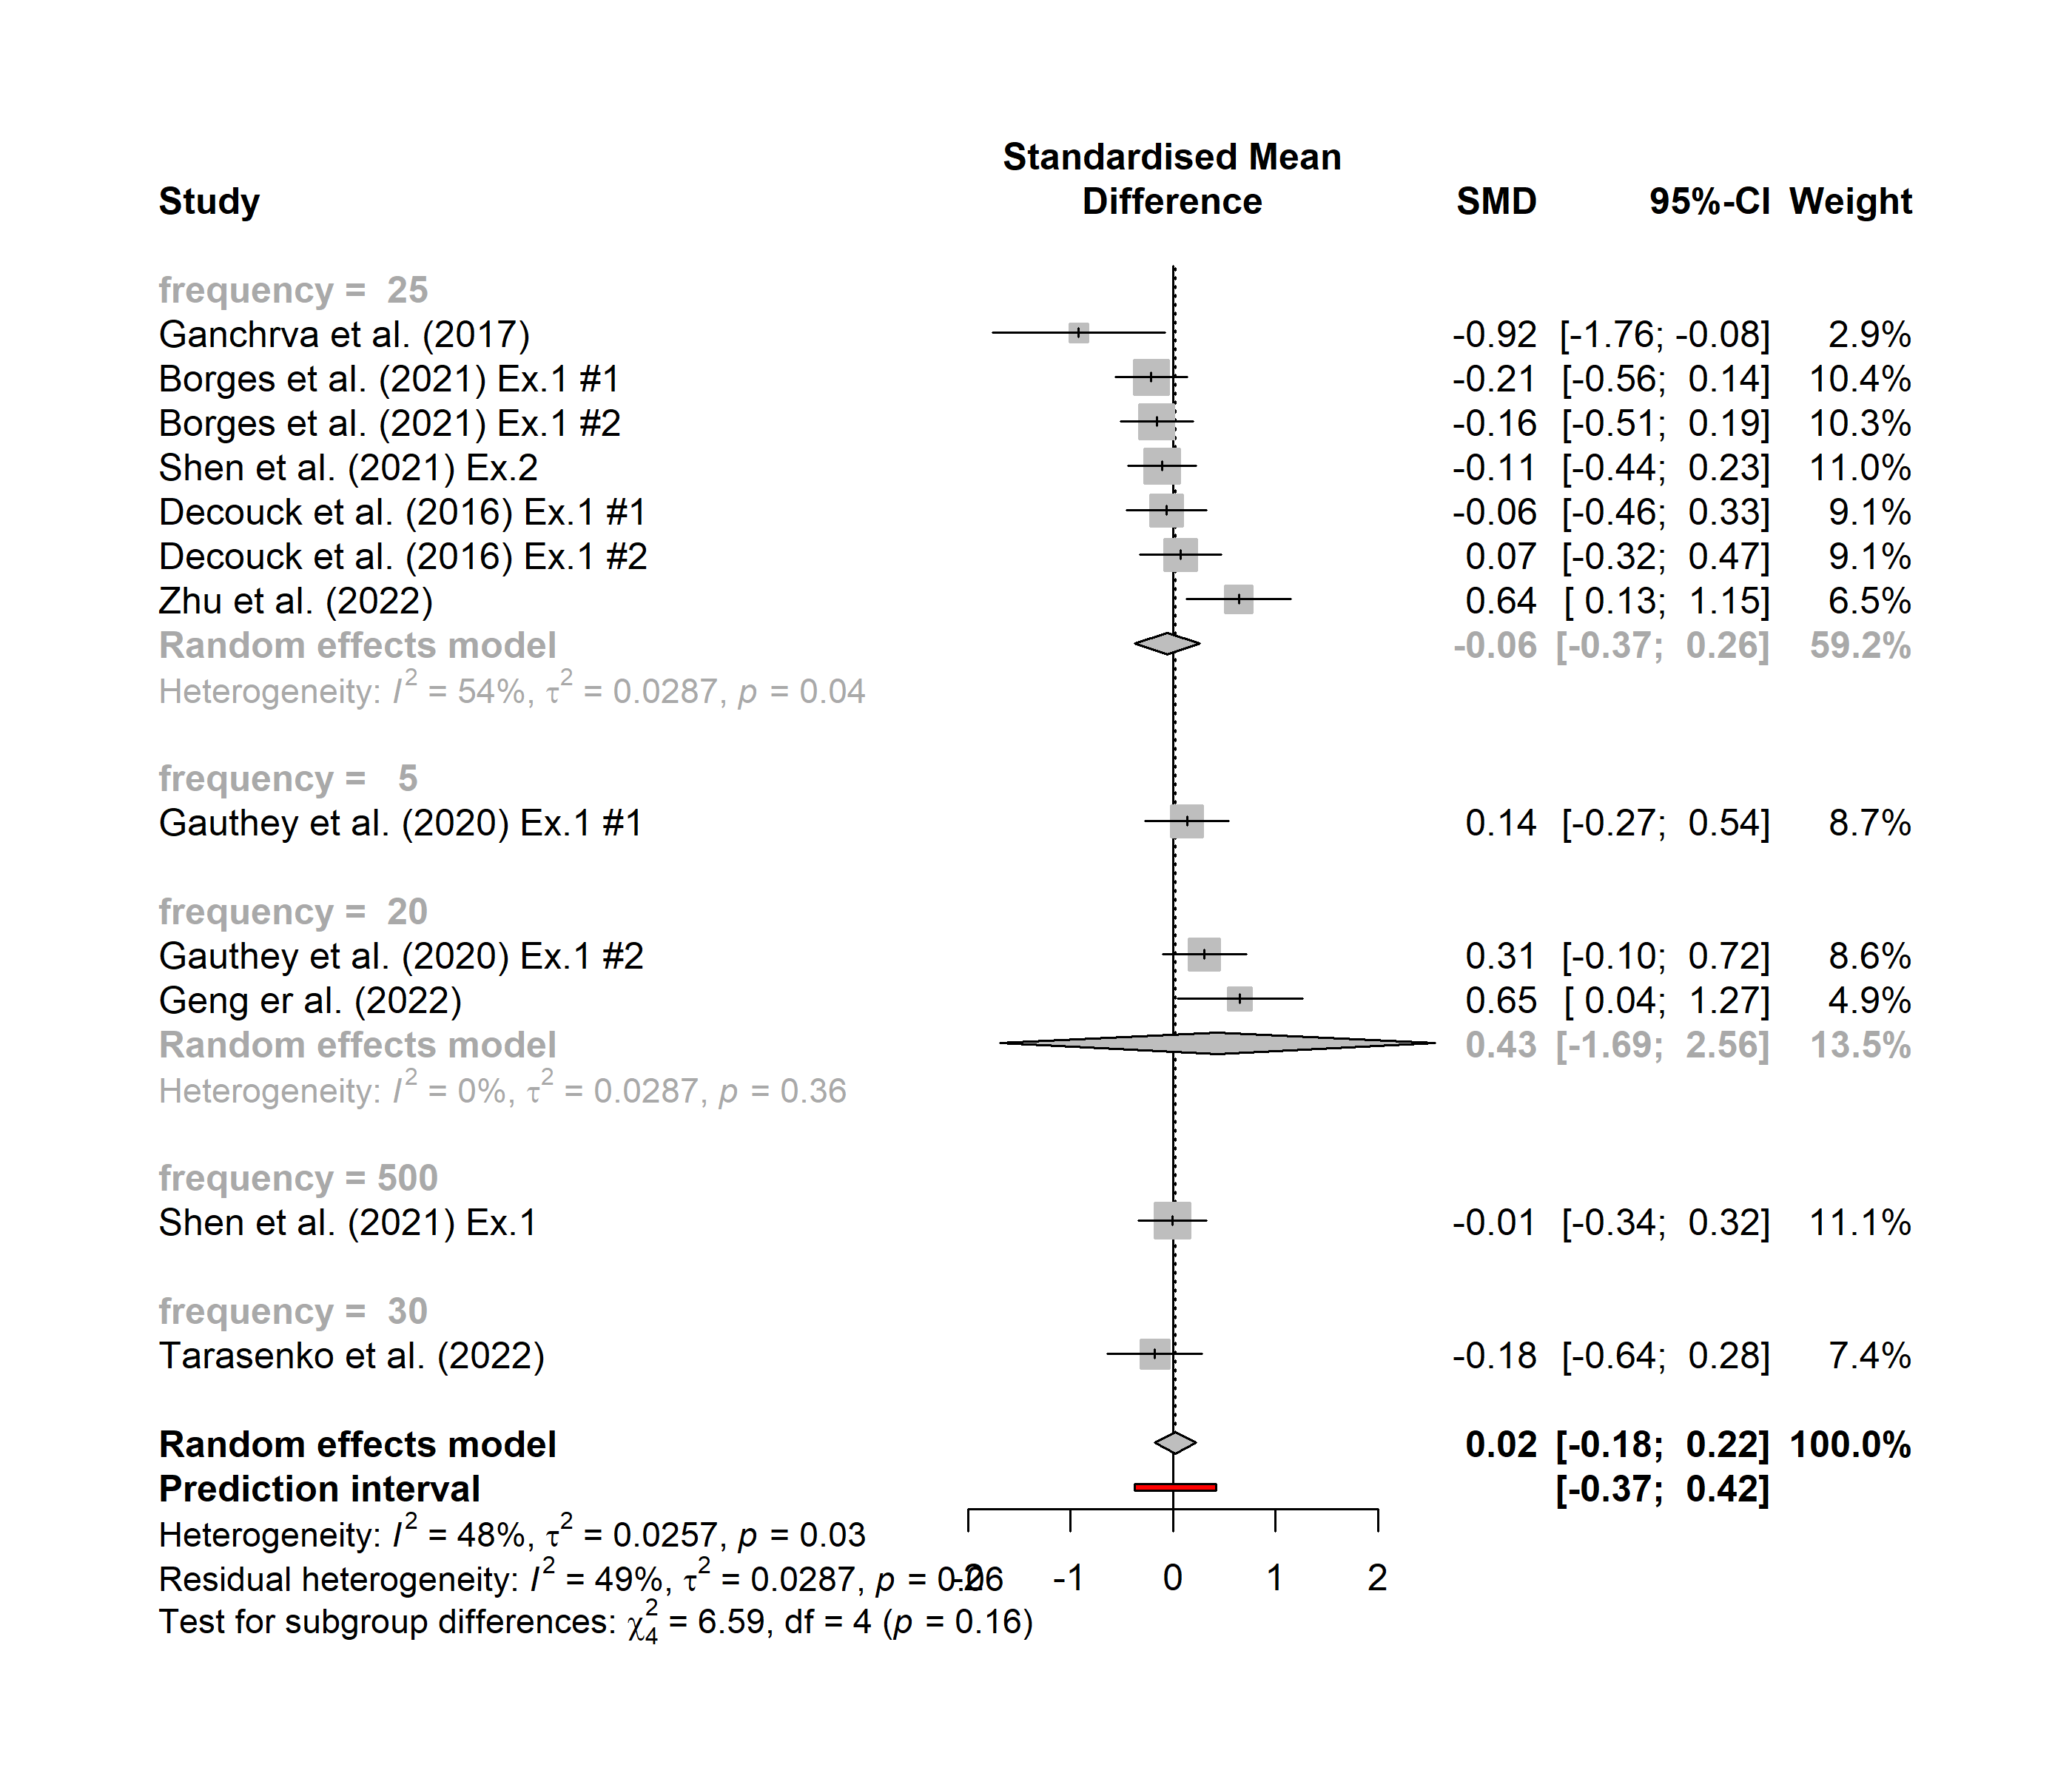 Standardised Mean
Study Difference SMD 95%-CI Weight
frequency = 25
Ganchrva et al. (2017) -0.92 [-1.76; -0.08] 2.9%
Borges et al. (2021) Ex.1 #1 -0.21 [-0.56; 0.14] 10.4%
Borges et al. (2021) Ex.1 #2 -0.16 [-0.51; 0.19] 10.3%
Shen et al. (2021) Ex.2 -0.11 [-0.44; 0.23] 11.0%
Decouck et al. (2016) Ex.1 #1 -0.06 [-0.46; 0.33] 9.1%
Decouck et al. (2016) Ex.1 #2 0.07 [-0.32; 0.47] 9.1%
Zhu et al. (2022) 0.64 [ 0.13; 1.15] 6.5%
Random effects model -0.06 [-0.37; 0.26] 59.2%
Heterogeneity: I² = 54%, τ² = 0.0287, p = 0.04
frequency = 5
Gauthey et al. (2020) Ex.1 #1 0.14 [-0.27; 0.54] 8.7%
frequency = 20
Gauthey et al. (2020) Ex.1 #2 0.31 [-0.10; 0.72] 8.6%
Geng er al. (2022) 0.65 [ 0.04; 1.27] 4.9%
Random effects model 0.43 [-1.69; 2.56] 13.5%
Heterogeneity: I² = 0%, τ² = 0.0287, p = 0.36
frequency = 500
Shen et al. (2021) Ex.1 -0.01 [-0.34; 0.32] 11.1%
frequency = 30
Tarasenko et al. (2022) -0.18 [-0.64; 0.28] 7.4%
Random effects model 0.02 [-0.18; 0.22] 100.0%
Prediction interval [-0.37; 0.42]
Heterogeneity: I² = 48%, τ² = 0.0257, p = 0.03
Residual heterogeneity: I² = 49%, τ² = 0.0287, p = 0.06 -2 -1 0 1 2
Test for subgroup differences: χ²₄ = 6.59, df = 4 (p = 0.16)